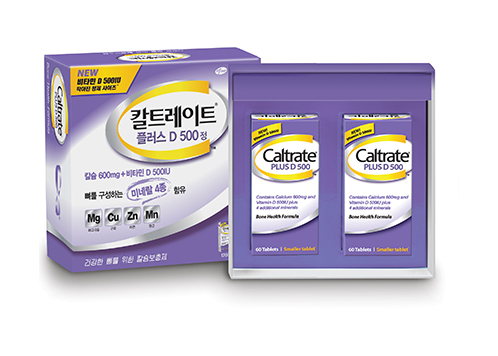 NEW
비타민 D 500IU
작아진 정제 사이즈
칼트레이트®
플러스 D 500 정
칼슘 600mg + 비타민 D 500IU
뼈를 구성하는 미네랄 4종 함유
Mg Cu Zn Mn
건강한 뼈를 위한 칼슘보충제
Caltrate
NEW!
Caltrate®
PLUS D 500
Contains Calcium 600mg and
Vitamin D 500IU plus
4 additional minerals
Bone Health Formula
60 Tablets | Smaller tablet
NEW!
Caltrate®
PLUS D 500
Contains Calcium 600mg and
Vitamin D 500IU plus
4 additional minerals
Bone Health Formula
60 Tablets | Smaller tablet